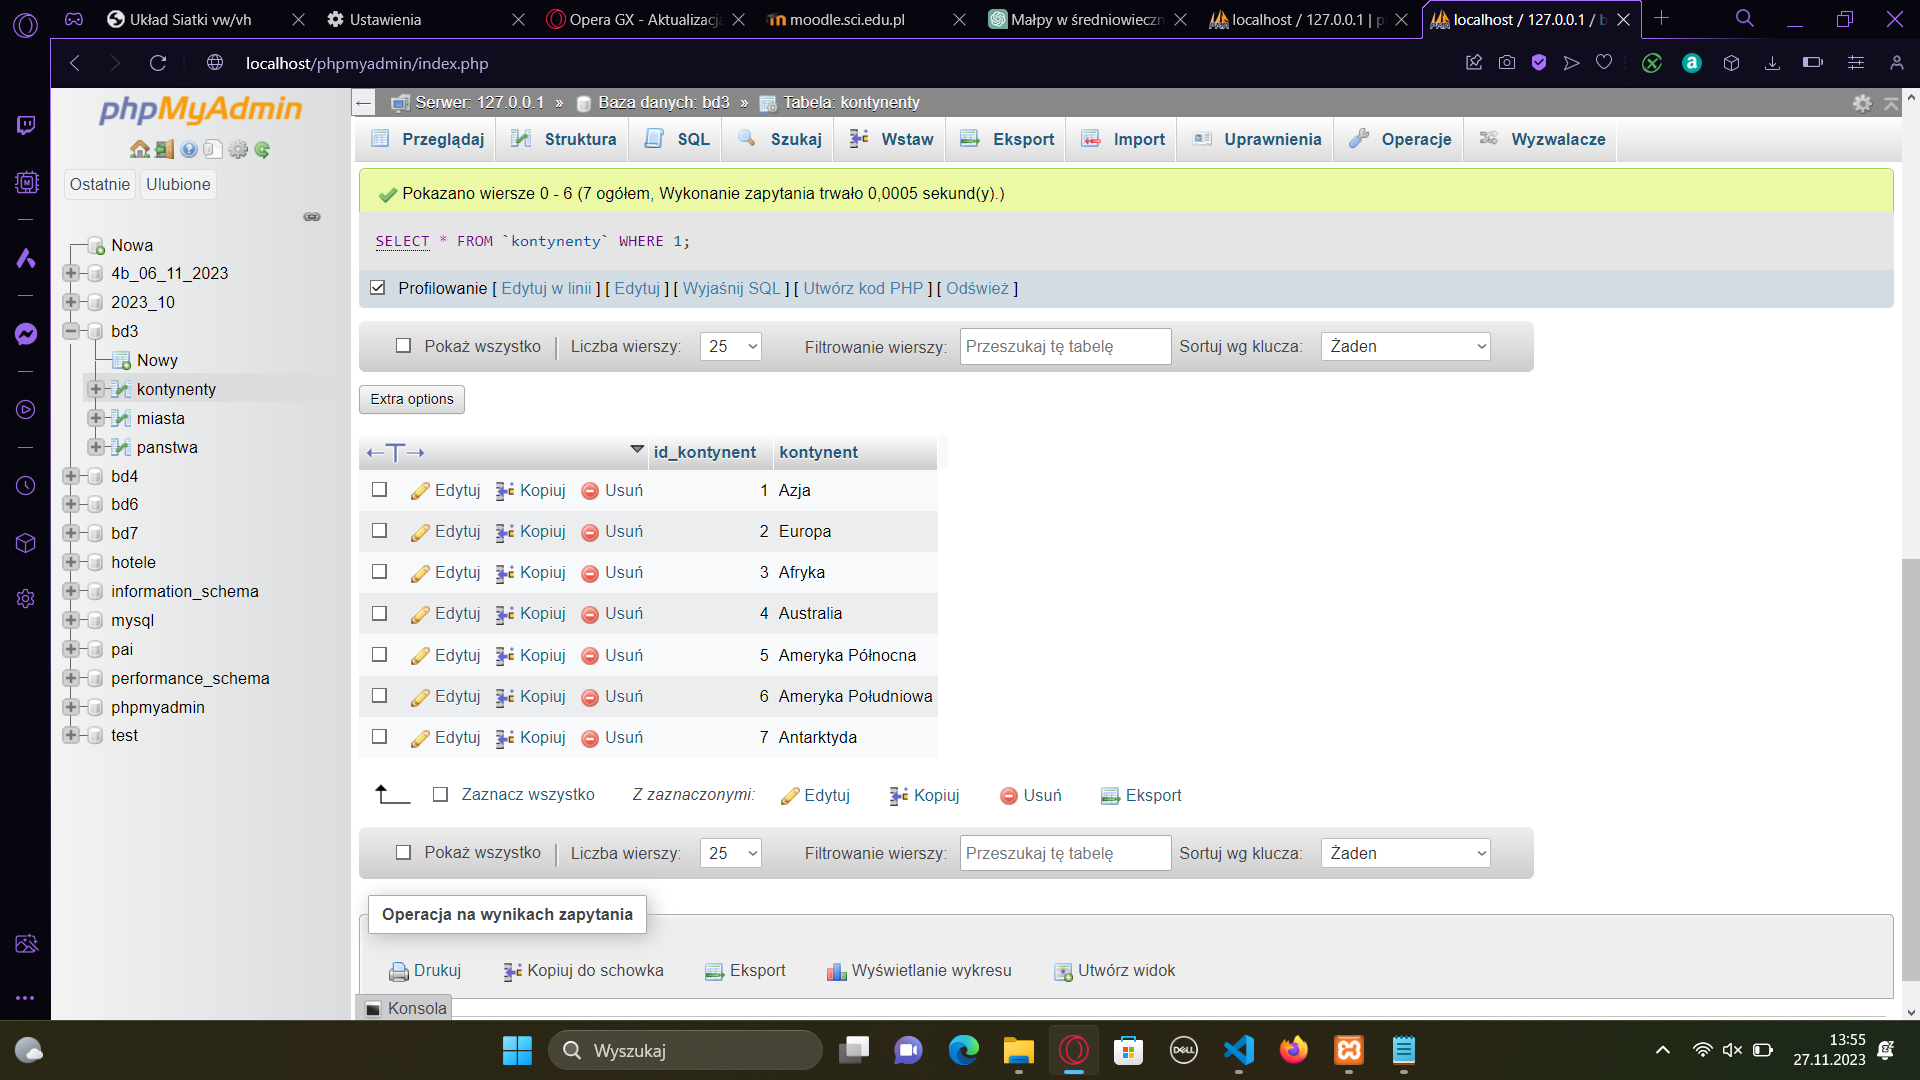 Układ Siatki vw/vh
Ustawienia
Opera GX - Aktualizacj
moodle.sci.edu.pl
Małpy w średniowieczn
localhost / 127.0.0.1 | p
localhost / 127.0.0.1 / b
localhost/phpmyadmin/index.php
phpMyAdmin
Ostatnie
Ulubione
Nowa
4b_06_11_2023
2023_10
bd3
Nowy
kontynenty
miasta
panstwa
bd4
bd6
bd7
hotele
information_schema
mysql
pai
performance_schema
phpmyadmin
test
Serwer: 127.0.0.1 » Baza danych: bd3 » Tabela: kontynenty
Przeglądaj Struktura SQL Szukaj Wstaw Eksport Import Uprawnienia Operacje Wyzwalacze
Pokazano wiersze 0 - 6 (7 ogółem, Wykonanie zapytania trwało 0,0005 sekund(y).)
SELECT * FROM `kontynenty` WHERE 1;
Profilowanie [ Edytuj w linii ] [ Edytuj ] [ Wyjaśnij SQL ] [ Utwórz kod PHP ] [ Odśwież ]
Pokaż wszystko | Liczba wierszy: 25 Filtrowanie wierszy: Przeszukaj tę tabelę Sortuj wg klucza: Żaden
Extra options
←T→ id_kontynent kontynent
Edytuj Kopiuj Usuń 1 Azja
Edytuj Kopiuj Usuń 2 Europa
Edytuj Kopiuj Usuń 3 Afryka
Edytuj Kopiuj Usuń 4 Australia
Edytuj Kopiuj Usuń 5 Ameryka Północna
Edytuj Kopiuj Usuń 6 Ameryka Południowa
Edytuj Kopiuj Usuń 7 Antarktyda
Zaznacz wszystko Z zaznaczonymi: Edytuj Kopiuj Usuń Eksport
Pokaż wszystko | Liczba wierszy: 25 Filtrowanie wierszy: Przeszukaj tę tabelę Sortuj wg klucza: Żaden
Operacja na wynikach zapytania
Drukuj Kopiuj do schowka Eksport Wyświetlanie wykresu Utwórz widok
Konsola
Wyszukaj
DELL
13:55
27.11.2023